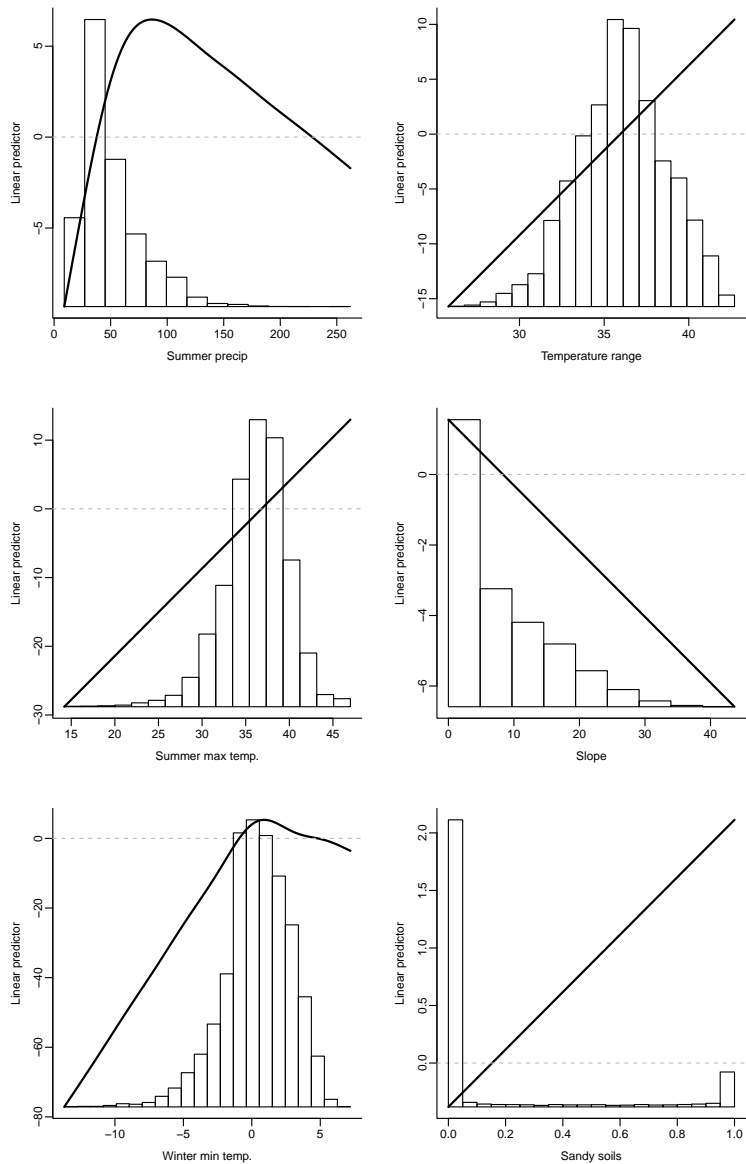 5
0
−5
Linear predictor
0 50 100 150 200 250
Summer precip
10
5
0
−5
−10
−15
Linear predictor
30 35 40
Temperature range
10
0
−10
−20
−30
Linear predictor
15 20 25 30 35 40 45
Summer max temp.
0
−2
−4
−6
Linear predictor
0 10 20 30 40
Slope
0
−20
−40
−60
−80
Linear predictor
−10 −5 0 5
Winter min temp.
2.0
1.5
1.0
0.5
0.0
Linear predictor
0.0 0.2 0.4 0.6 0.8 1.0
Sandy soils